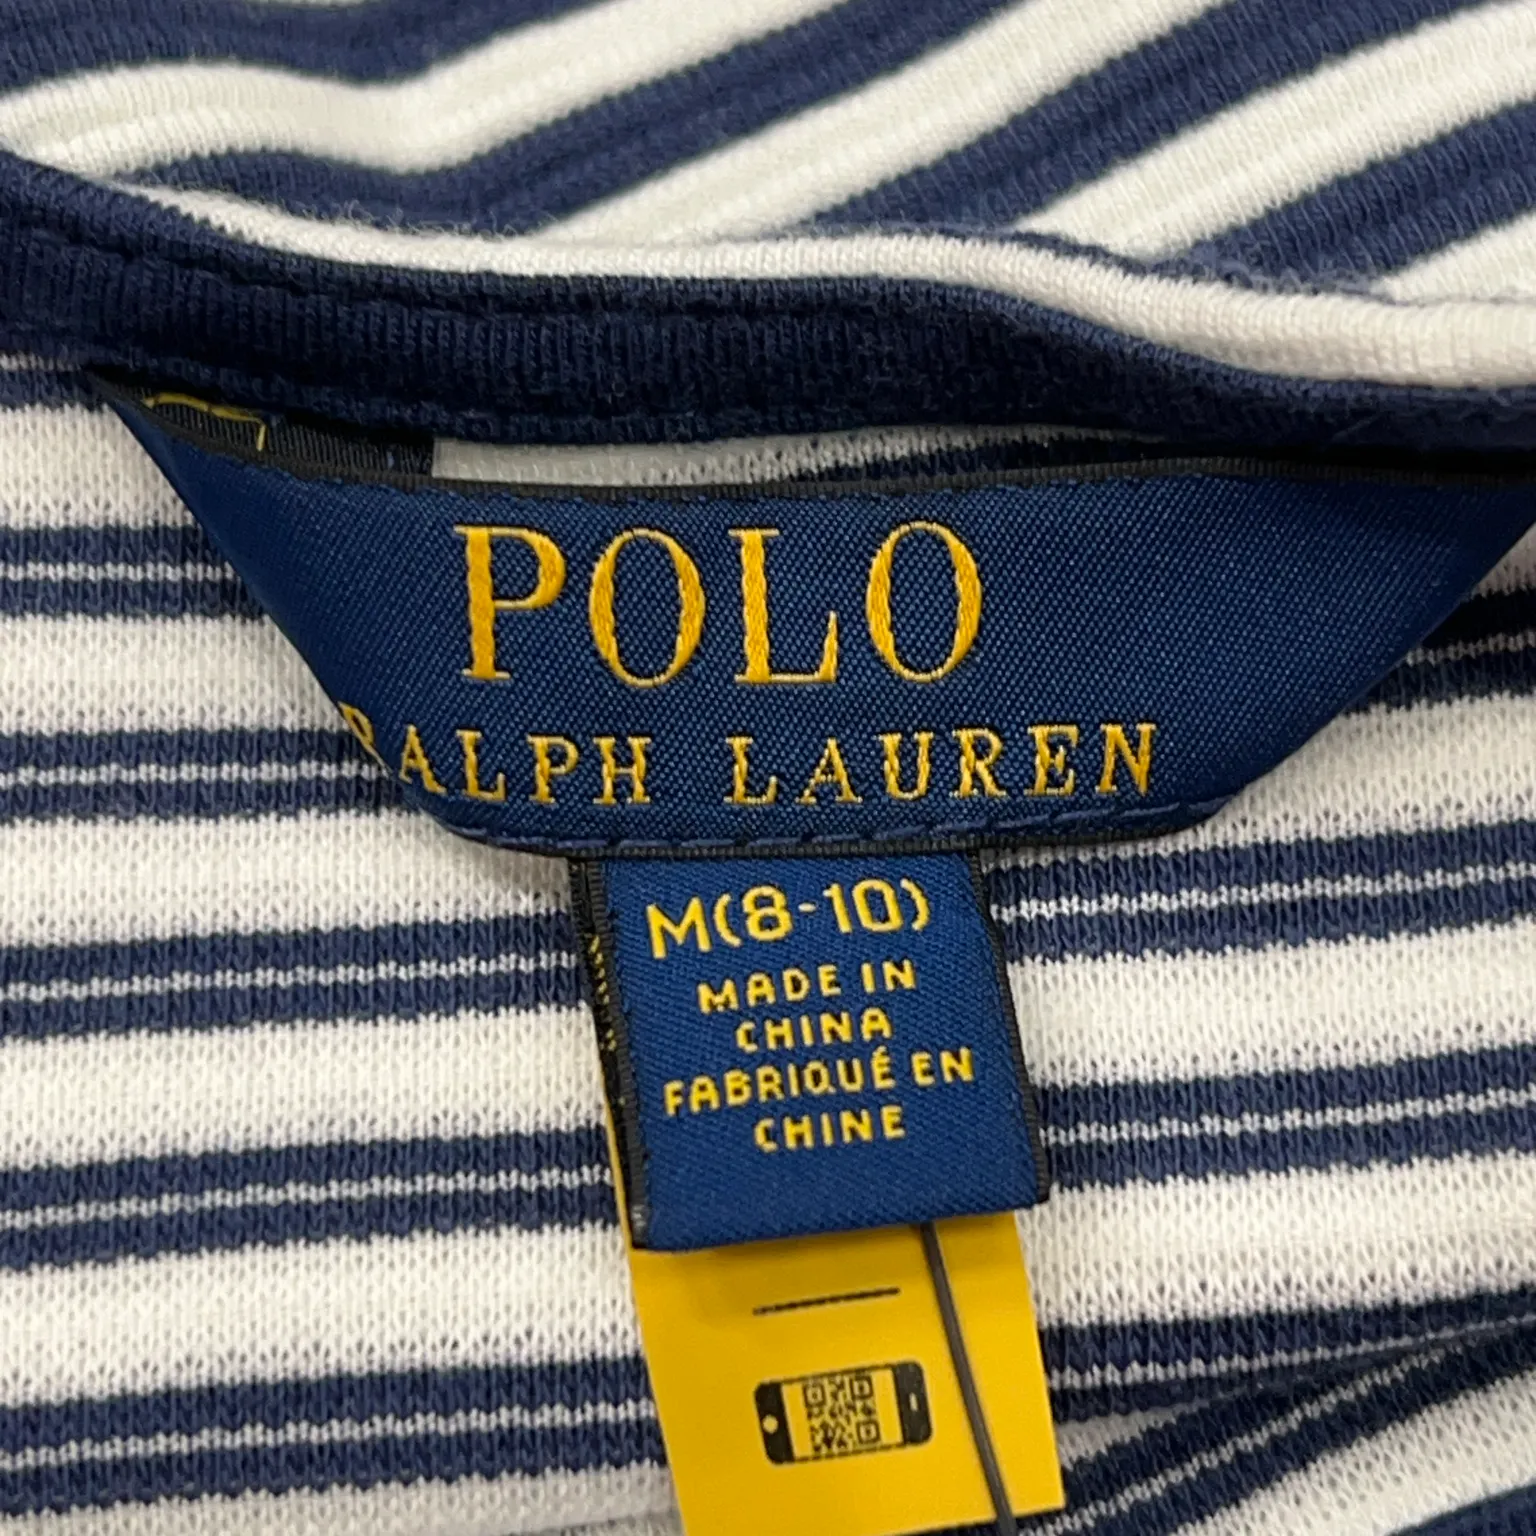 POLO
RALPH LAUREN
M(8-10)
MADE IN
CHINA
FABRIQUÉ EN
CHINE